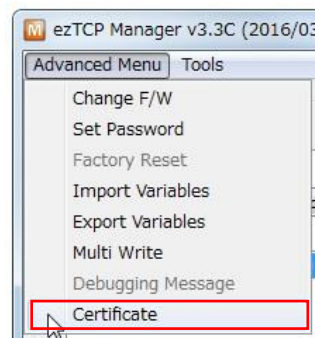 ezTCP Manager v3.3C (2016/03
Advanced Menu Tools
Change F/W
Set Password
Factory Reset
Import Variables
Export Variables
Multi Write
Debugging Message
Certificate